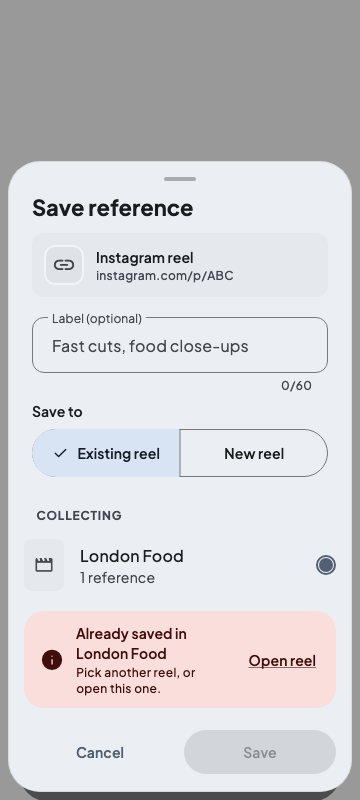 Save reference
Instagram reel
instagram.com/p/ABC
Label (optional)
Fast cuts, food close-ups
0/60
Save to
Existing reel
New reel
COLLECTING
London Food
1 reference
Already saved in
London Food
Pick another reel, or
open this one.
Open reel
Cancel
Save